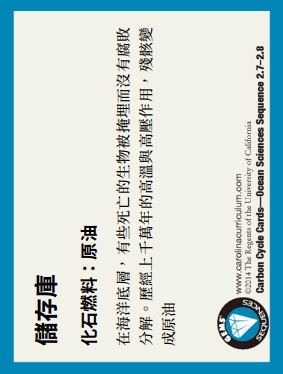 儲存庫
化石燃料：原油
在海洋底層，有些死亡的生物被掩埋而沒有腐敗
分解。歷經上千萬年的高溫與高壓作用，殘骸變
成原油
GEMS
SEQUENCES
www.carolinacurriculum.com
©2014 The Regents of the University of California
Carbon Cycle Cards—Ocean Sciences Sequence 2.7–2.8